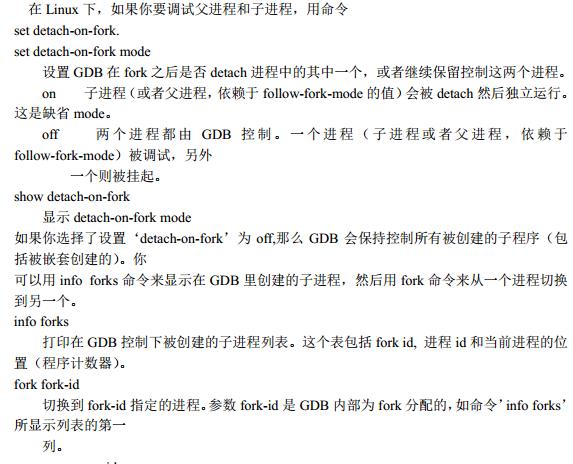 在 Linux 下，如果你要调试父进程和子进程，用命令
set detach-on-fork.
set detach-on-fork mode
设置 GDB 在 fork 之后是否 detach 进程中的其中一个，或者继续保留控制这两个进程。
on 子进程（或者父进程，依赖于 follow-fork-mode 的值）会被 detach 然后独立运行。
这是缺省 mode。
off 两个进程都由 GDB 控制。一个进程（子进程或者父进程，依赖于
follow-fork-mode）被调试，另外
一个则被挂起。
show detach-on-fork
显示 detach-on-fork mode
如果你选择了设置‘detach-on-fork’为 off,那么 GDB 会保持控制所有被创建的子程序（包
括被嵌套创建的）。你
可以用 info forks 命令来显示在 GDB 里创建的子进程，然后用 fork 命令来从一个进程切换
到另一个。
info forks
打印在 GDB 控制下被创建的子进程列表。这个表包括 fork id, 进程 id 和当前进程的位
置（程序计数器）。
fork fork-id
切换到 fork-id 指定的进程。参数 fork-id 是 GDB 内部为 fork 分配的，如命令’info forks’
所显示列表的第一
列。